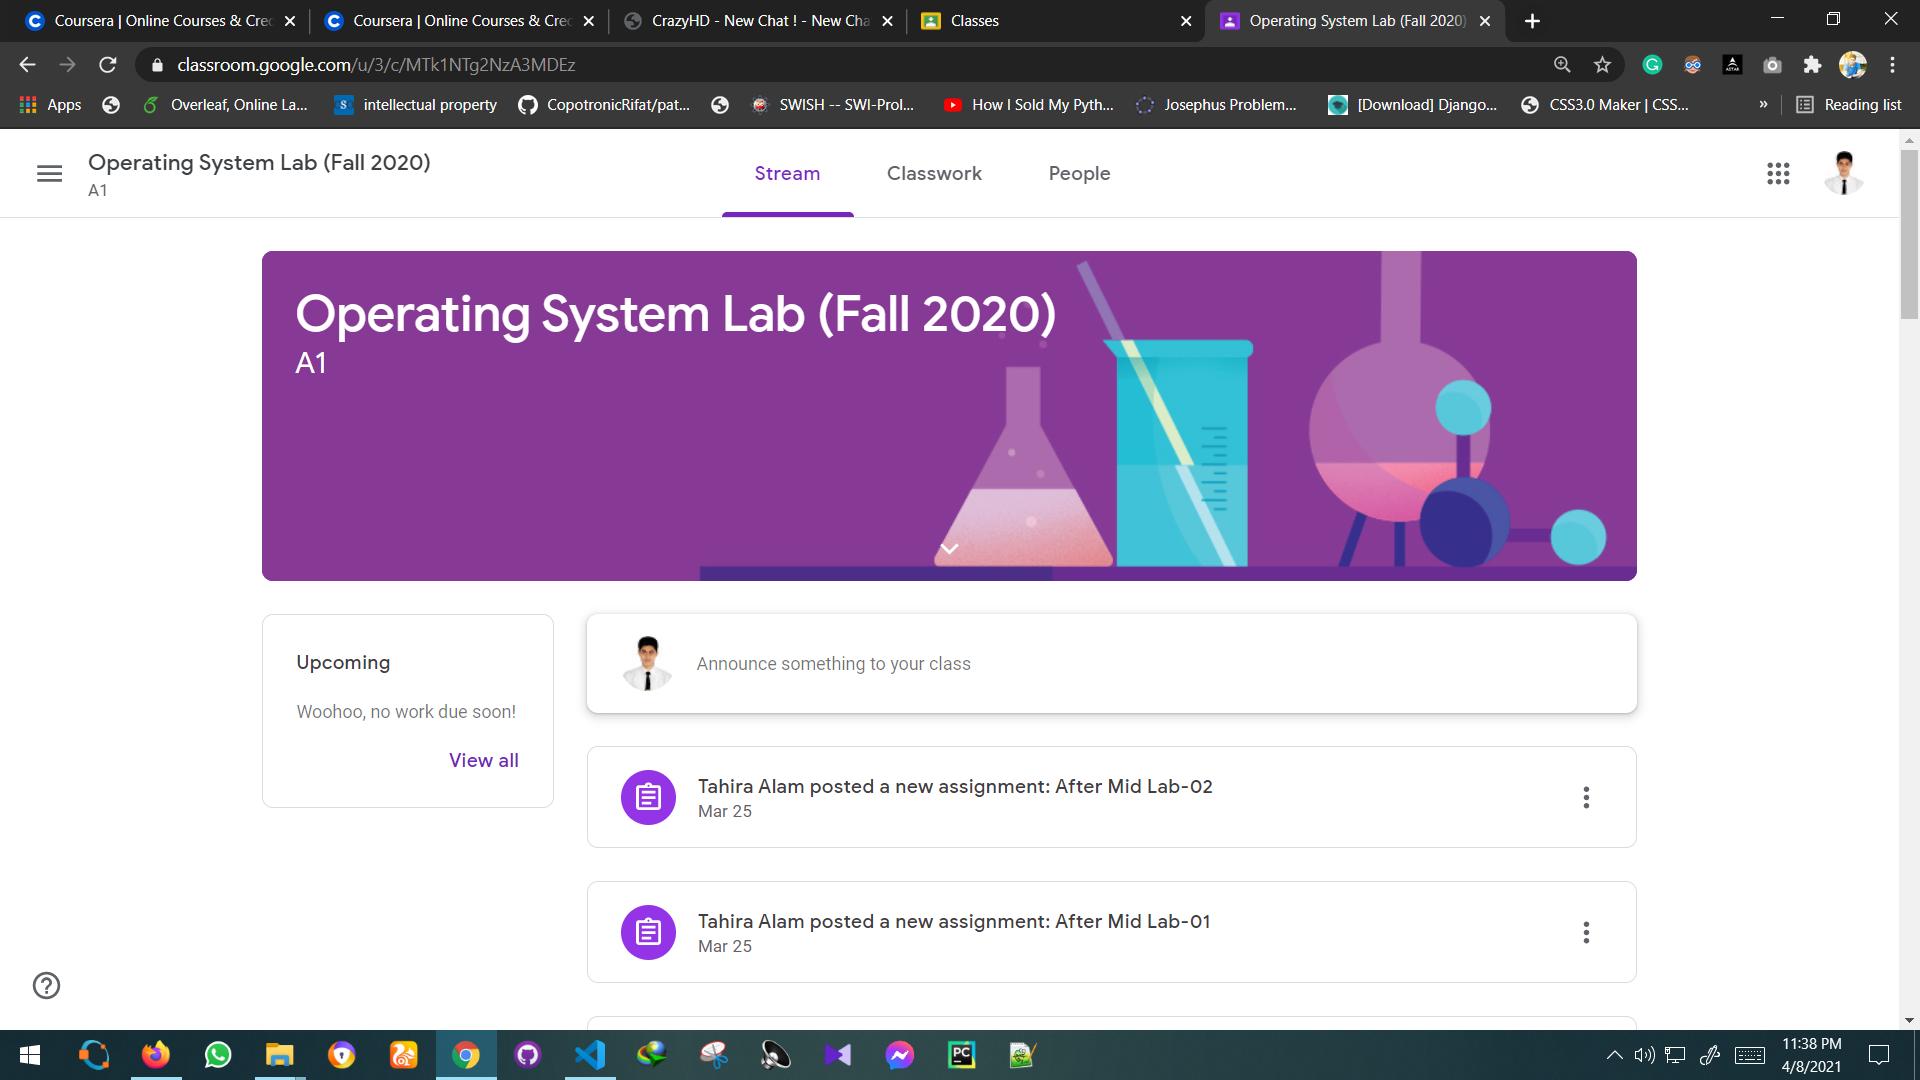 Coursera | Online Courses & Cre
Coursera | Online Courses & Cre
CrazyHD - New Chat ! - New Cha
Classes
Operating System Lab (Fall 2020)
classroom.google.com/u/3/c/MTk1NTg2NzA3MDEz
Apps
Overleaf, Online La...
intellectual property
CopotronicRifat/pat...
SWISH -- SWI-Prol...
How I Sold My Pyth...
Josephus Problem...
[Download] Django...
CSS3.0 Maker | CSS...
»
Reading list
Operating System Lab (Fall 2020)
A1
Stream
Classwork
People
Operating System Lab (Fall 2020)
A1
Upcoming
Woohoo, no work due soon!
View all
Announce something to your class
Tahira Alam posted a new assignment: After Mid Lab-02
Mar 25
Tahira Alam posted a new assignment: After Mid Lab-01
Mar 25
11:38 PM
4/8/2021